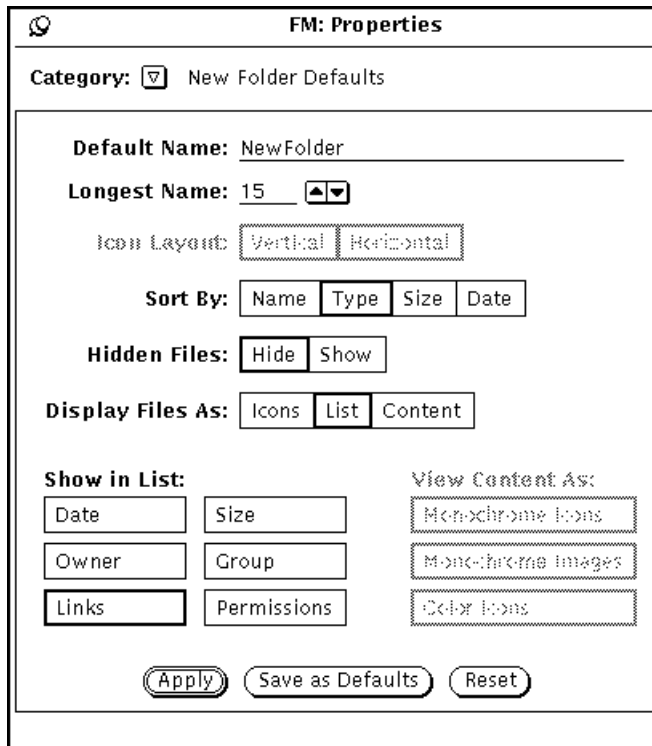 FM: Properties
Category: New Folder Defaults
Default Name: NewFolder
Longest Name: 15
Icon Layout: Vertical Horizontal
Sort By: Name Type Size Date
Hidden Files: Hide Show
Display Files As: Icons List Content
Show in List: View Content As:
Date Size Monochrome Icons
Owner Group Monochrome Images
Links Permissions Color Icons
Apply Save as Defaults Reset